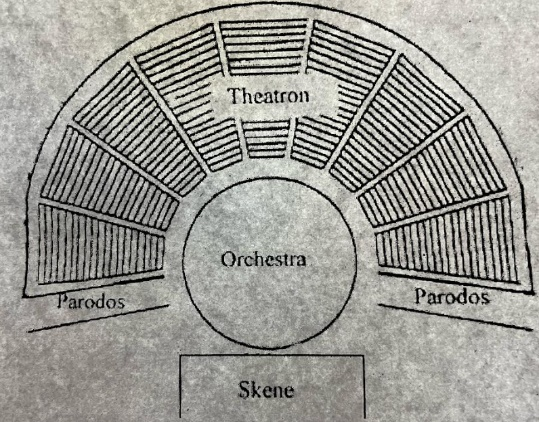 Theatron
Orchestra
Parodos
Parodos
Skene